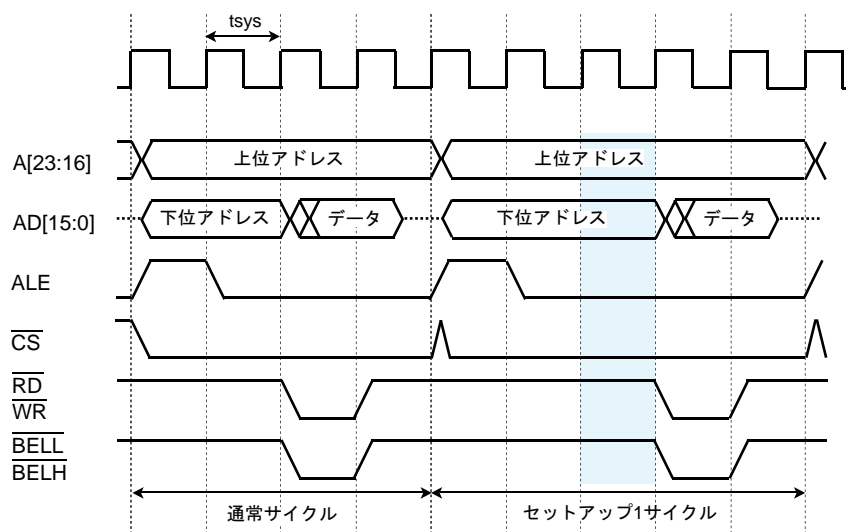 tsys
A[23:16]
上位アドレス
上位アドレス
AD[15:0]
下位アドレス
データ
下位アドレス
データ
ALE
CS
RD
WR
BELL
BELH
通常サイクル
セットアップ1サイクル